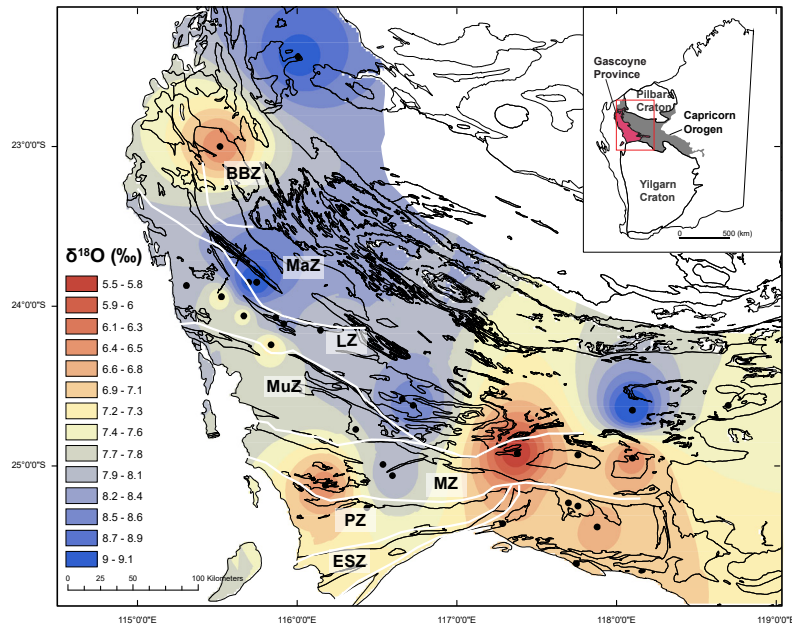 Gascoyne
Province
Pilbara
Craton
Capricorn
Orogen
Yilgarn
Craton
0 500 (km)
23°0'0"S
24°0'0"S
25°0'0"S
BBZ
MaZ
LZ
MuZ
MZ
PZ
ESZ
δ18O (‰)
5.5 - 5.8
5.9 - 6
6.1 - 6.3
6.4 - 6.5
6.6 - 6.8
6.9 - 7.1
7.2 - 7.3
7.4 - 7.6
7.7 - 7.8
7.9 - 8.1
8.2 - 8.4
8.5 - 8.6
8.7 - 8.9
9 - 9.1
0 50 100 Kilometers
115°0'0"E 116°0'0"E 117°0'0"E 118°0'0"E 119°0'0"E